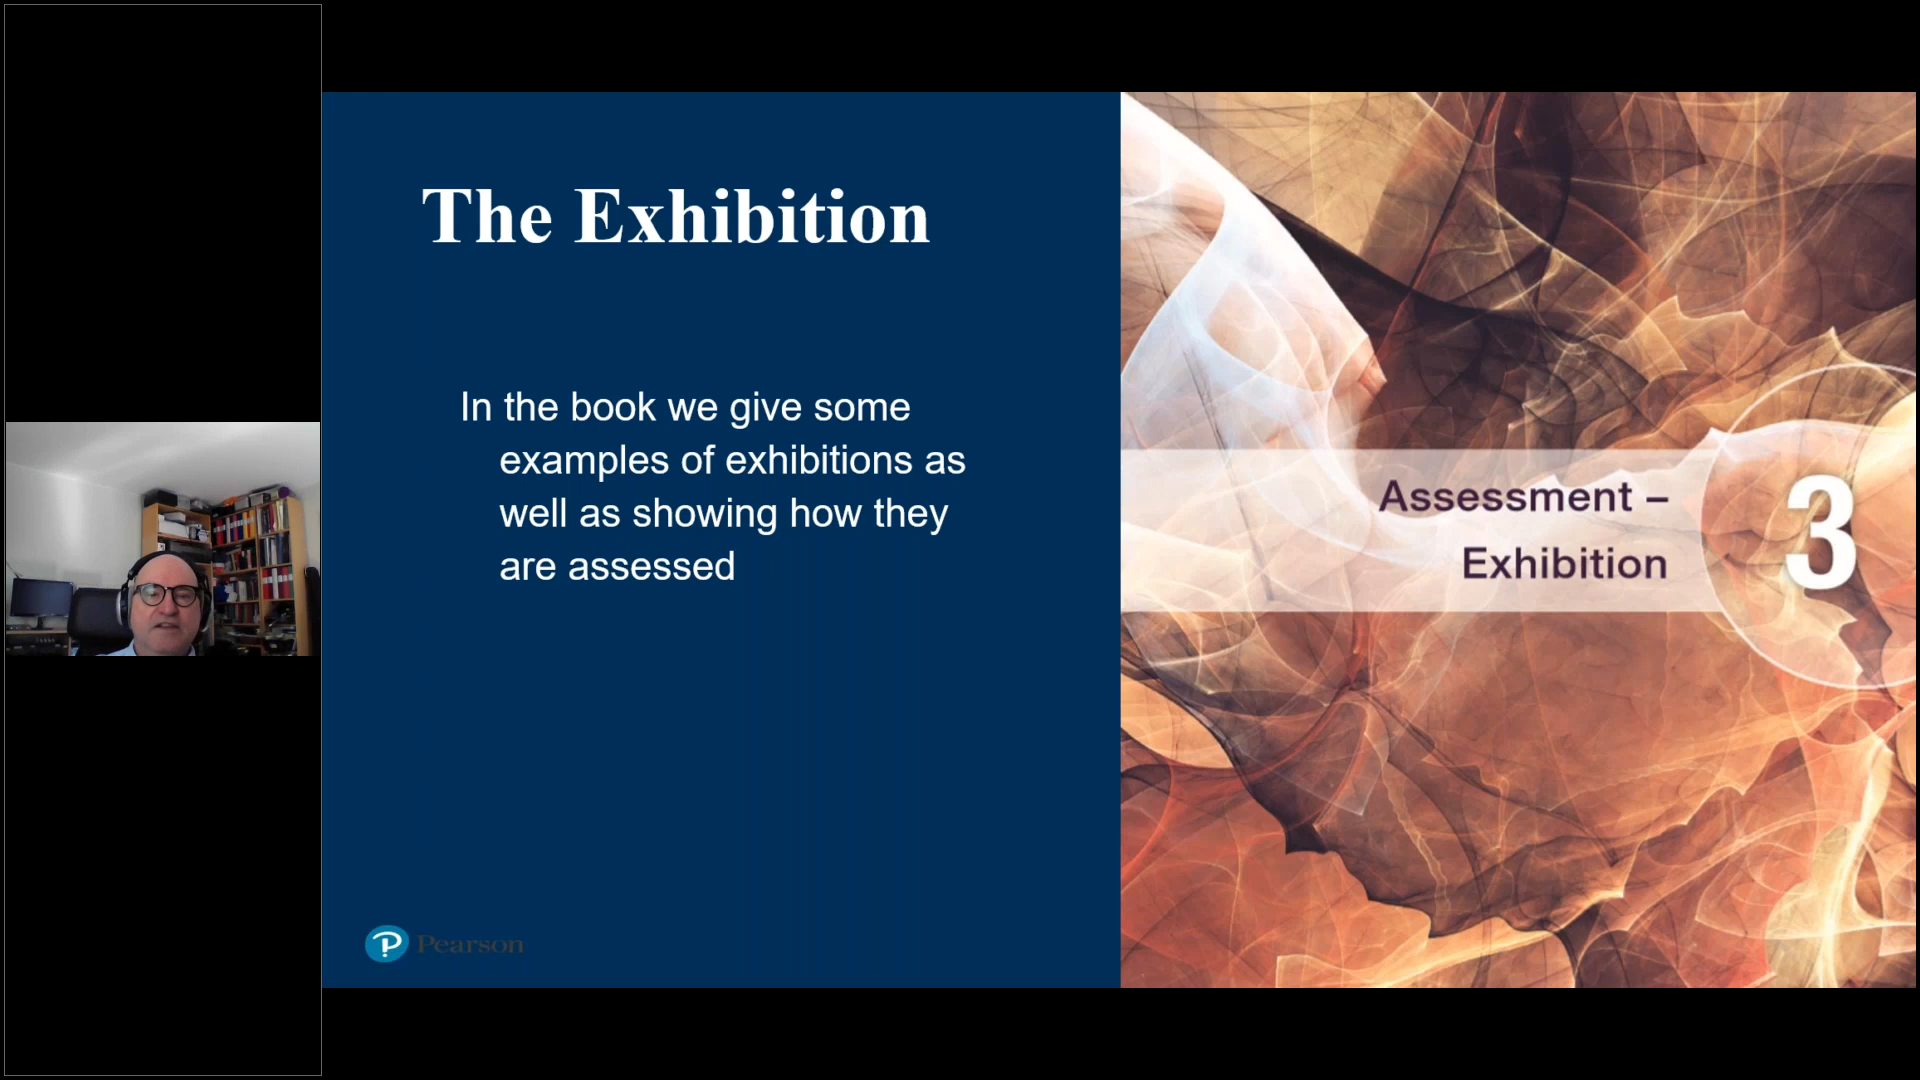 The Exhibition
In the book we give some
examples of exhibitions as
well as showing how they
are assessed
Pearson
Assessment –
Exhibition
3